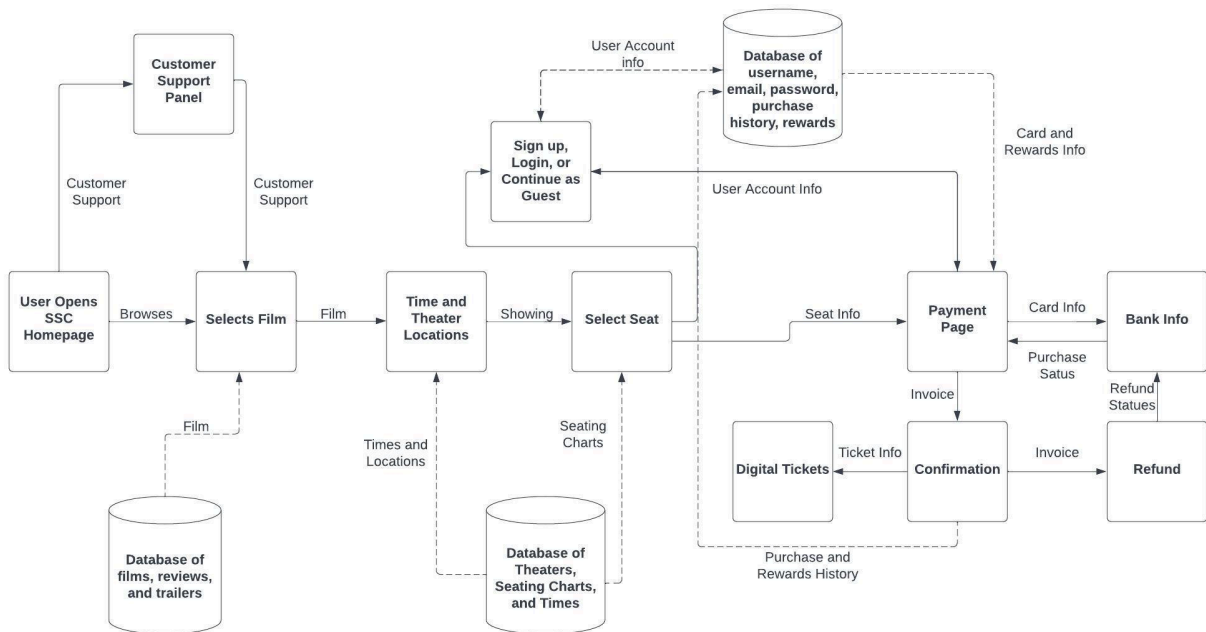 Customer
Support
Panel
User Account
info
Database of
username,
email, password,
purchase
history, rewards
Sign up,
Login, or
Continue as
Guest
Card and
Rewards Info
Customer
Support
Customer
Support
User Account Info
User Opens
SSC
Homepage
Browses
Selects Film
Film
Time and
Theater
Locations
Showing
Select Seat
Seat Info
Payment
Page
Card Info
Bank Info
Purchase
Satus
Invoice
Refund
Statues
Film
Times and
Locations
Seating
Charts
Digital Tickets
Ticket Info
Confirmation
Invoice
Refund
Database of
films, reviews,
and trailers
Database of
Theaters,
Seating Charts,
and Times
Purchase and
Rewards History